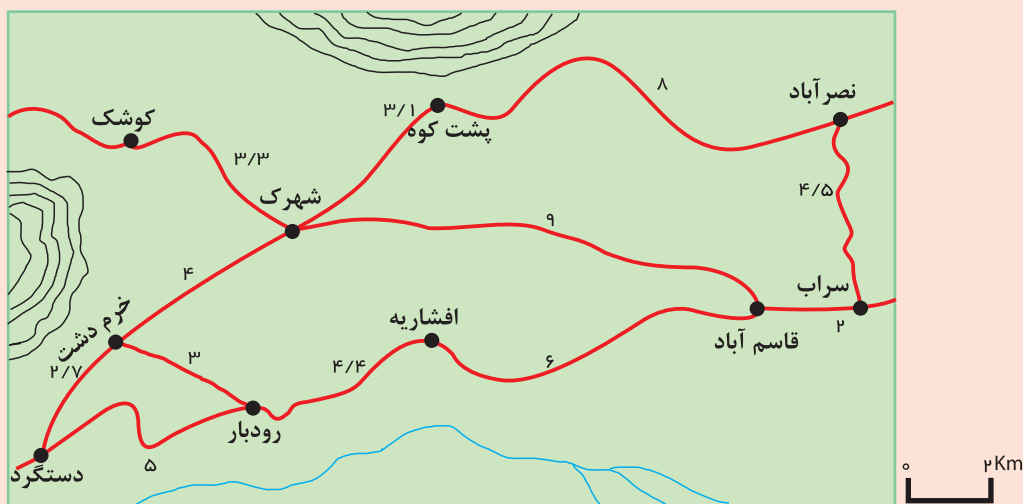 نصرآباد
۸
پشت کوه
۳/۱
کوشک
۳/۳
شهرک
۴/۵
۹
۴
سراب
۲
قاسم آباد
افشاریه
۶
خرم دشت
۳
۴/۴
۲/۷
رودبار
۵
دستگرد
۰ ۲Km